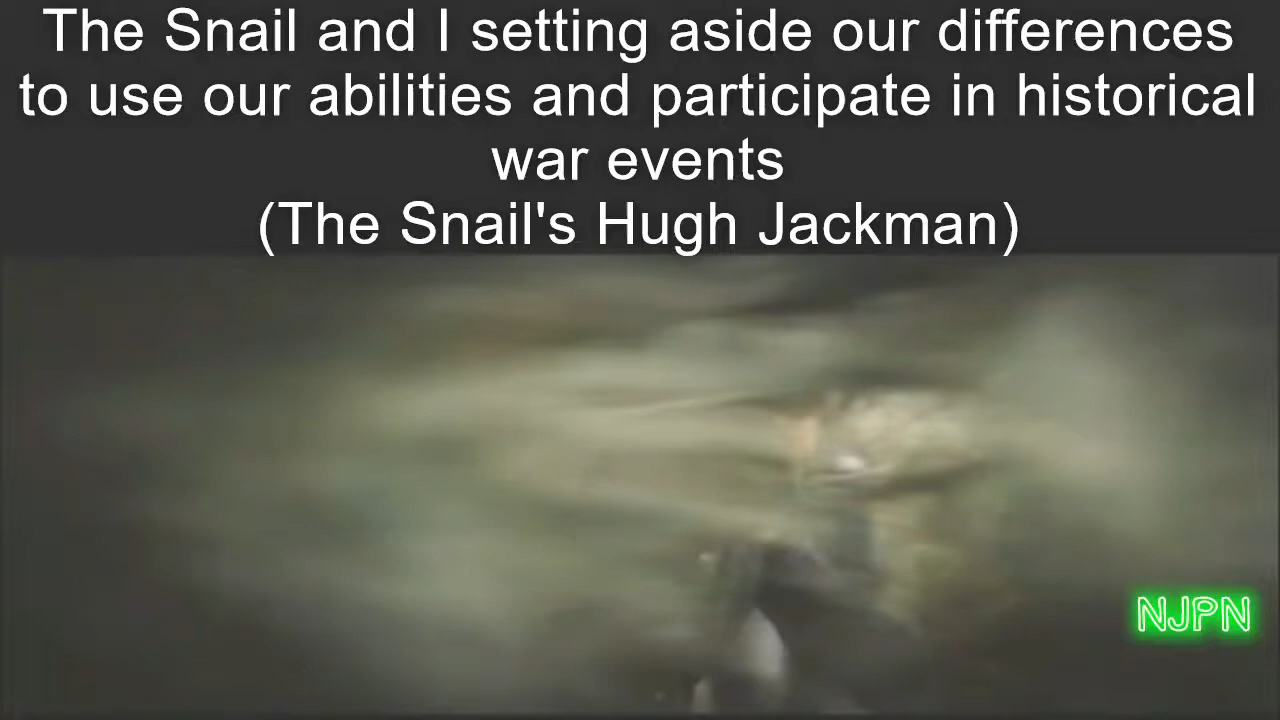 The Snail and I setting aside our differences
to use our abilities and participate in historical
war events
(The Snail's Hugh Jackman)
NJPN